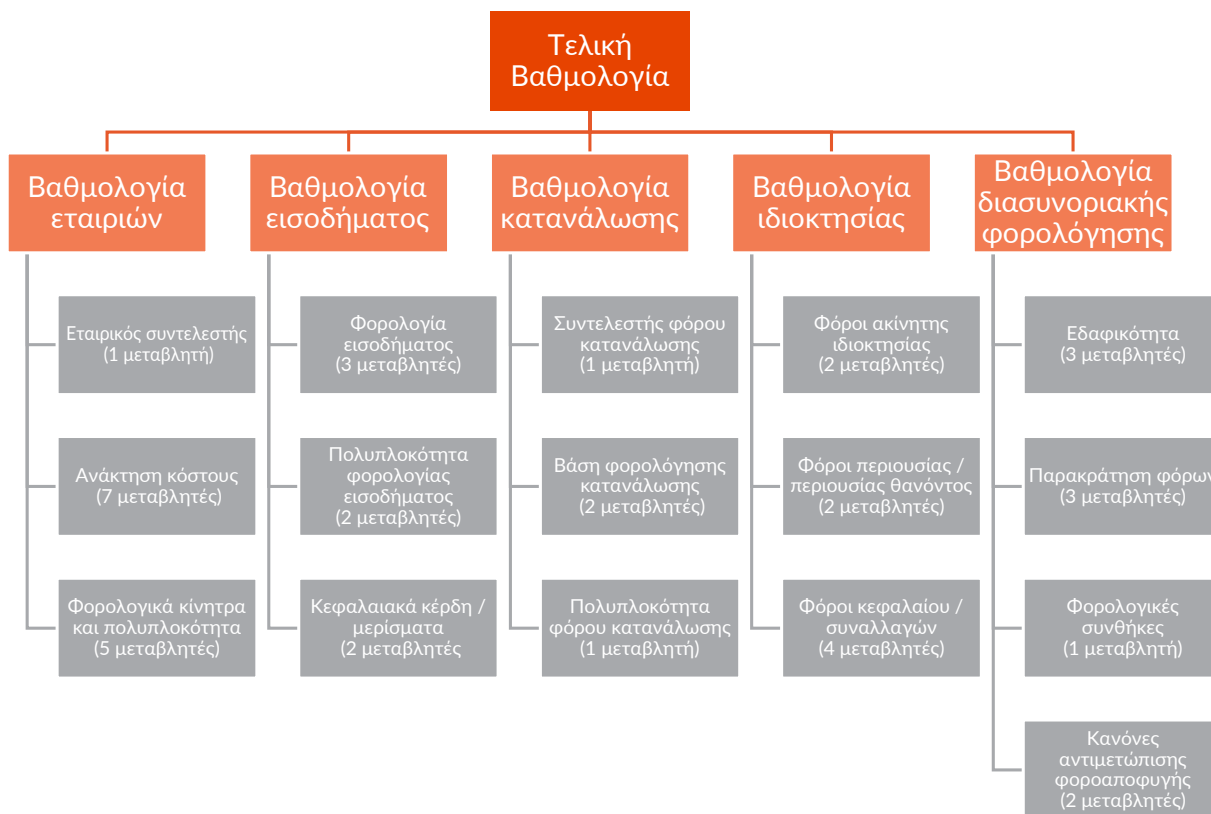 Τελική
Βαθμολογία
Βαθμολογία
εταιριών
Εταιρικός συντελεστής
(1 μεταβλητή)
Ανάκτηση κόστους
(7 μεταβλητές)
Φορολογικά κίνητρα
και πολυπλοκότητα
(5 μεταβλητές)
Βαθμολογία
εισοδήματος
Φορολογία
εισοδήματος
(3 μεταβλητές)
Πολυπλοκότητα
φορολογίας
εισοδήματος
(2 μεταβλητές)
Κεφαλαιακά κέρδη /
μερίσματα
(2 μεταβλητές
Βαθμολογία
κατανάλωσης
Συντελεστής φόρου
κατανάλωσης
(1 μεταβλητή)
Βάση φορολόγησης
κατανάλωσης
(2 μεταβλητές)
Πολυπλοκότητα
φόρου κατανάλωσης
(1 μεταβλητή)
Βαθμολογία
ιδιοκτησίας
Φόροι ακίνητης
ιδιοκτησίας
(2 μεταβλητές)
Φόροι περιουσίας /
περιουσίας θανόντος
(2 μεταβλητές)
Φόροι κεφαλαίου /
συναλλαγών
(4 μεταβλητές)
Βαθμολογία
διασυνοριακής
φορολόγησης
Εδαφικότητα
(3 μεταβλητές)
Παρακράτηση φόρων
(3 μεταβλητές)
Φορολογικές
συνθήκες
(1 μεταβλητή)
Κανόνες
αντιμετώπισης
φοροαποφυγής
(2 μεταβλητές)